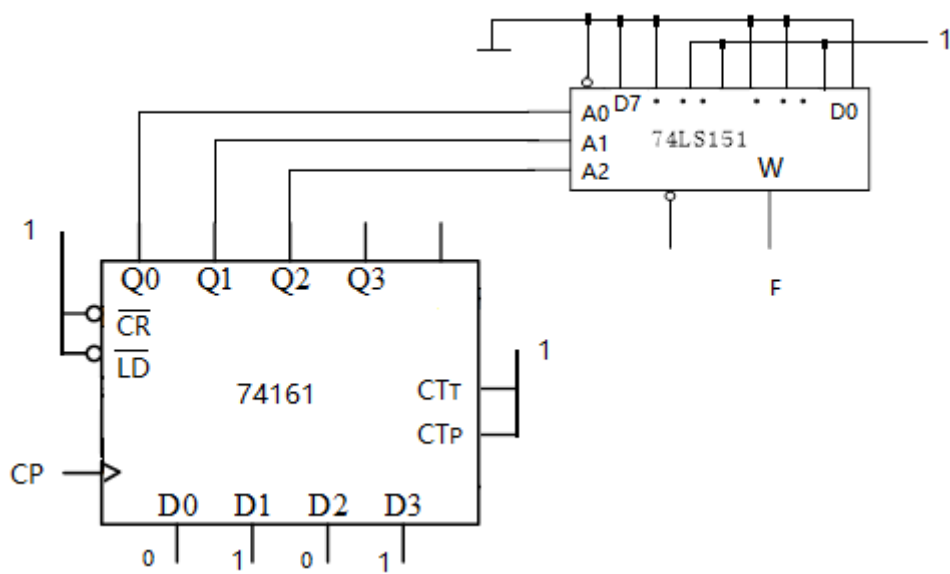 1
A0 D7 D0
A1 74LS151
A2 W
1
Q0 Q1 Q2 Q3
F
CR
LD
1
74161 CTT
CTP
CP
D0 D1 D2 D3
0 1 0 1